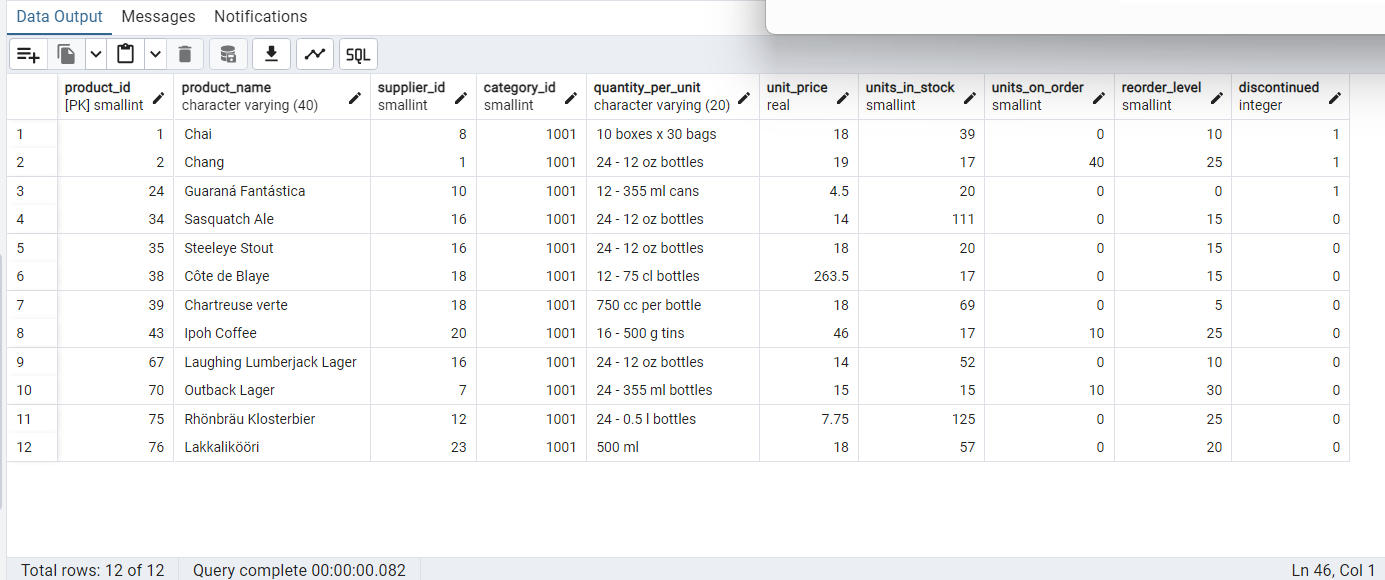 Data Output Messages Notifications
SQL
product_id product_name supplier_id category_id quantity_per_unit unit_price units_in_stock units_on_order reorder_level discontinued
[PK] smallint character varying (40) smallint smallint character varying (20) real smallint smallint smallint integer
1 1 Chai 8 1001 10 boxes x 30 bags 18 39 0 10 1
2 2 Chang 1 1001 24 - 12 oz bottles 19 17 40 25 1
3 24 Guaraná Fantástica 10 1001 12 - 355 ml cans 4.5 20 0 0 1
4 34 Sasquatch Ale 16 1001 24 - 12 oz bottles 14 111 0 15 0
5 35 Steeleye Stout 16 1001 24 - 12 oz bottles 18 20 0 15 0
6 38 Côte de Blaye 18 1001 12 - 75 cl bottles 263.5 17 0 15 0
7 39 Chartreuse verte 18 1001 750 cc per bottle 18 69 0 5 0
8 43 Ipoh Coffee 20 1001 16 - 500 g tins 46 17 10 25 0
9 67 Laughing Lumberjack Lager 16 1001 24 - 12 oz bottles 14 52 0 10 0
10 70 Outback Lager 7 1001 24 - 355 ml bottles 15 15 10 30 0
11 75 Rhönbräu Klosterbier 12 1001 24 - 0.5 l bottles 7.75 125 0 25 0
12 76 Lakkalikööri 23 1001 500 ml 18 57 0 20 0
Total rows: 12 of 12 Query complete 00:00:00.082 Ln 46, Col 1